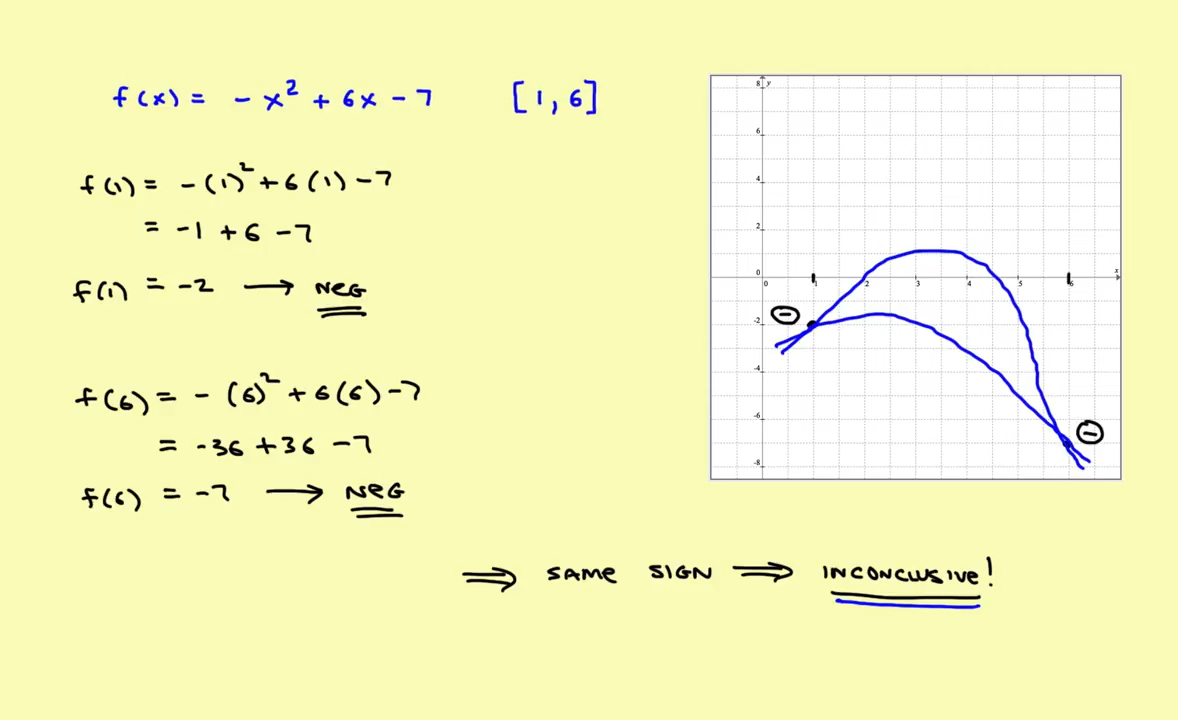 f(x) = - x² + 6x - 7 [1, 6]
f(1) = -(1)² + 6(1) - 7
= -1 + 6 - 7
f(1) = -2 → NEG
f(6) = - (6)² + 6(6) - 7
= -36 + 36 - 7
f(6) = -7 → NEG
⇒ SAME SIGN ⇒ INCONCLUSIVE!
8 y
6
4
2
0 x
0 1 2 3 4 5 6
⊖ -2
-4
-6 ⊖
-8